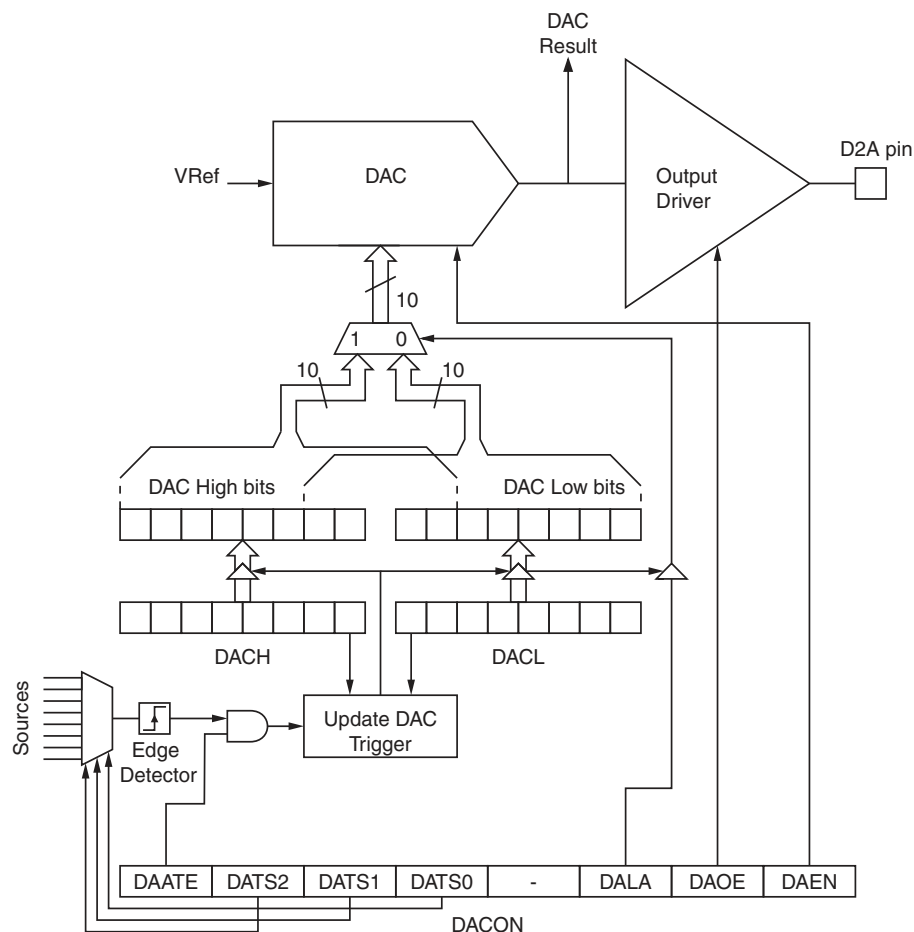 DAC
Result
D2A pin
VRef
DAC
Output
Driver
10
1 0
10 10
DAC High bits DAC Low bits
DACH DACL
Sources
Edge
Detector
Update DAC
Trigger
DAATE DATS2 DATS1 DATS0 - DALA DAOE DAEN
DACON